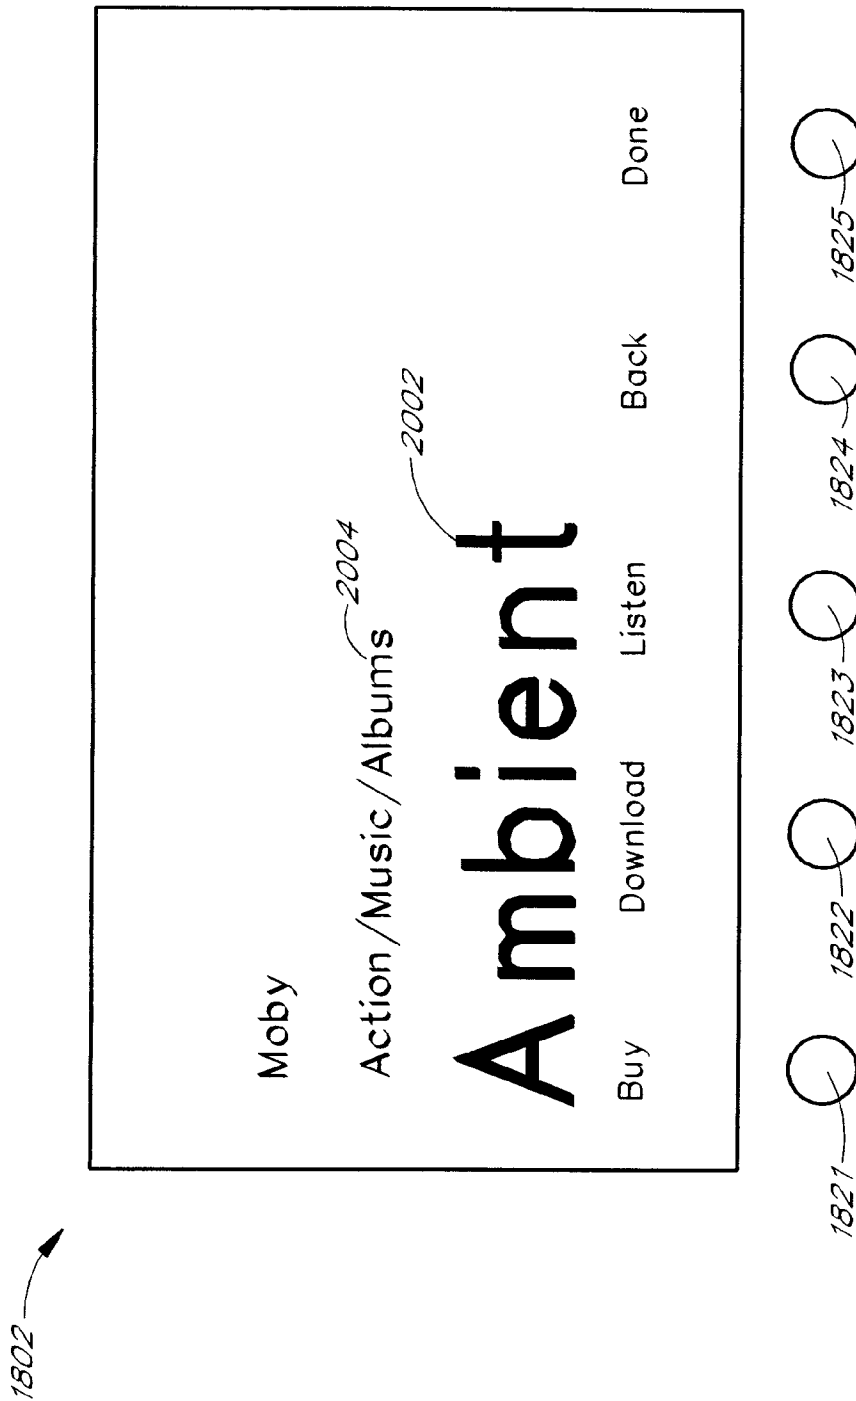 1802
Moby
Action/Music/Albums
2004
2002
Ambient
Buy Download Listen Back Done
1821 1822 1823 1824 1825